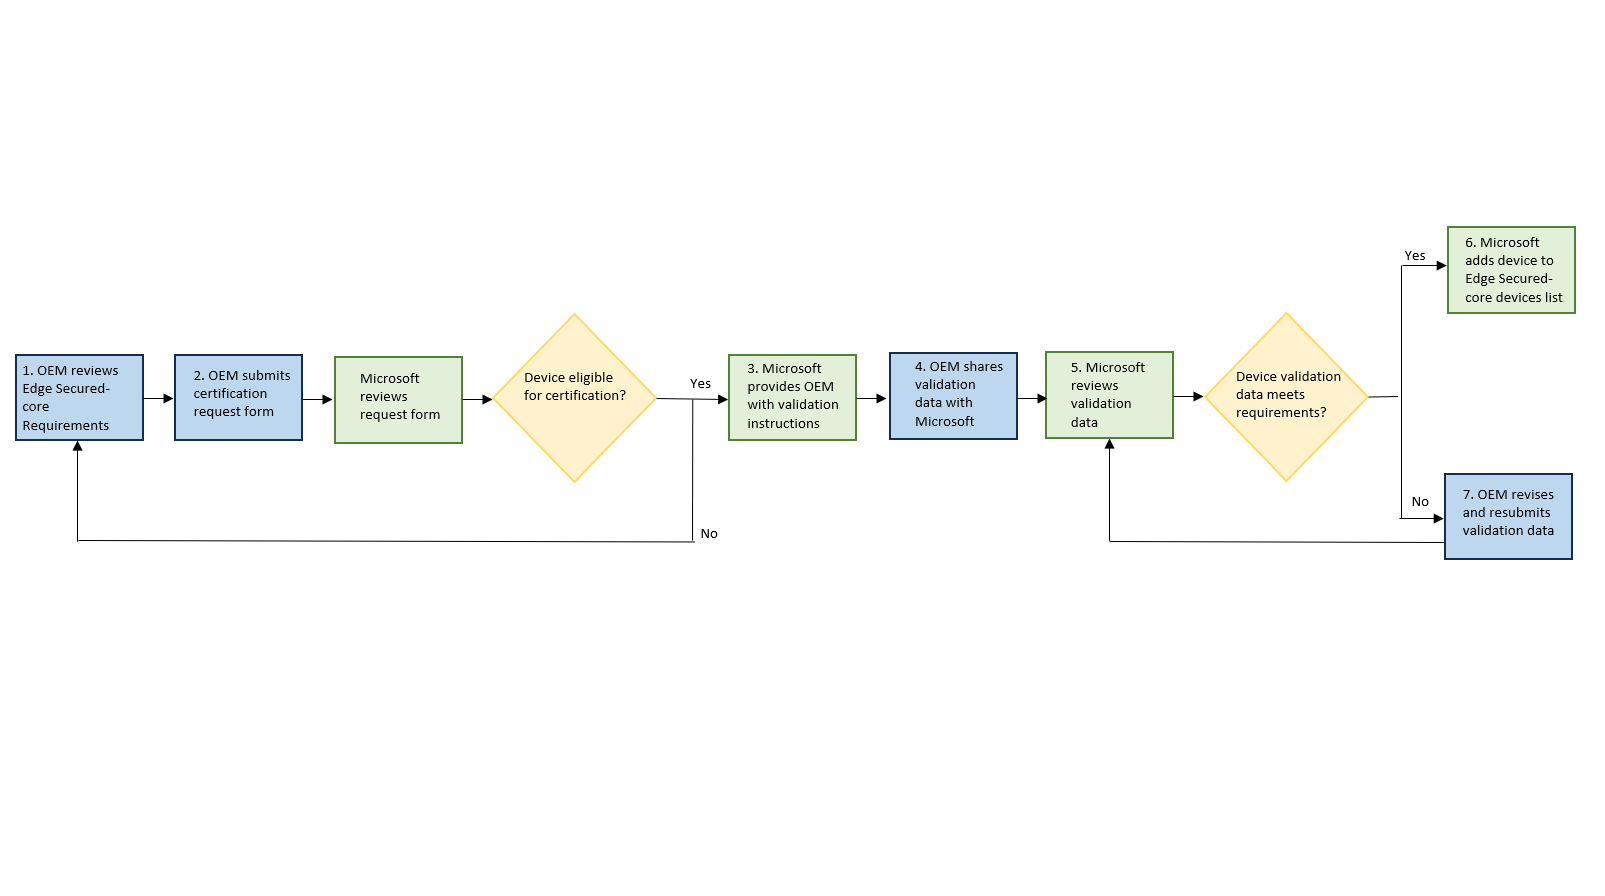 1. OEM reviews
Edge Secured-
core
Requirements
2. OEM submits
certification
request form
Microsoft
reviews
request form
Device eligible
for certification?
Yes
No
3. Microsoft
provides OEM
with validation
instructions
4. OEM shares
validation
data with
Microsoft
5. Microsoft
reviews
validation
data
Device validation
data meets
requirements?
Yes
6. Microsoft
adds device to
Edge Secured-
core devices list
No
7. OEM revises
and resubmits
validation data